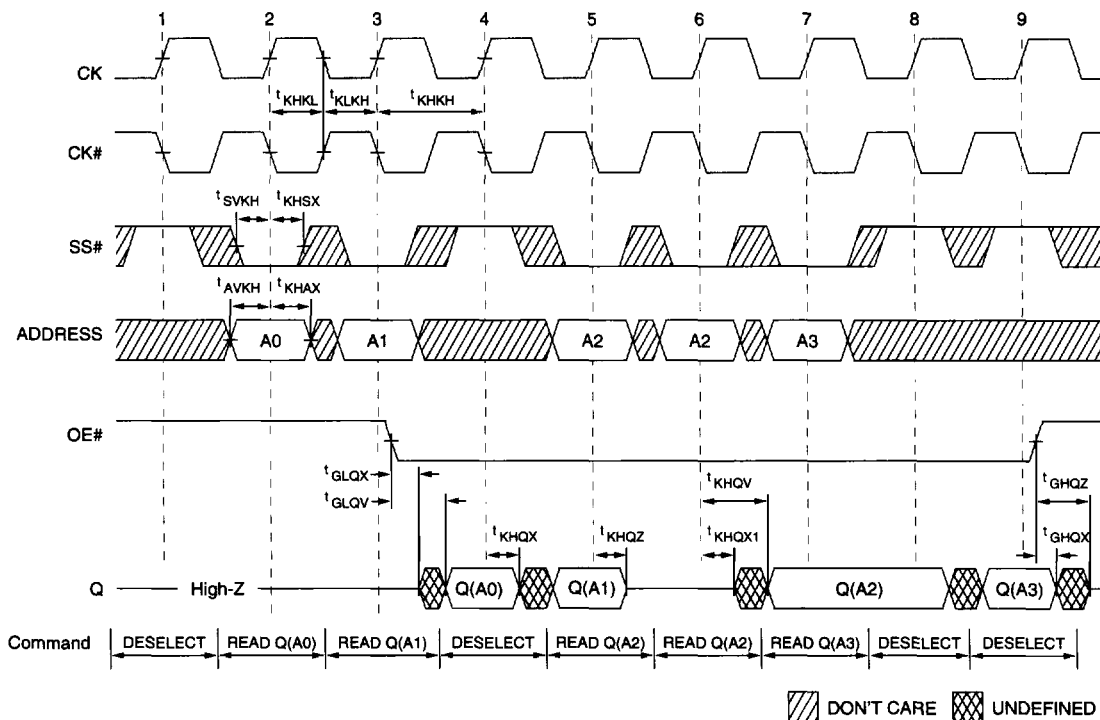 1 2 3 4 5 6 7 8 9
CK
tKHKL tKLKH tKHKH
CK#
tSVKH tKHSX
SS#
tAVKH tKHAX
ADDRESS A0 A1 A2 A2 A3
OE#
tGLQX tKHQV tGHQZ
tGLQV tKHQX tKHQZ tKHQX1 tGHQX
Q High-Z Q(A0) Q(A1) Q(A2) Q(A3)
Command DESELECT READ Q(A0) READ Q(A1) DESELECT READ Q(A2) READ Q(A2) READ Q(A3) DESELECT DESELECT
DON'T CARE UNDEFINED